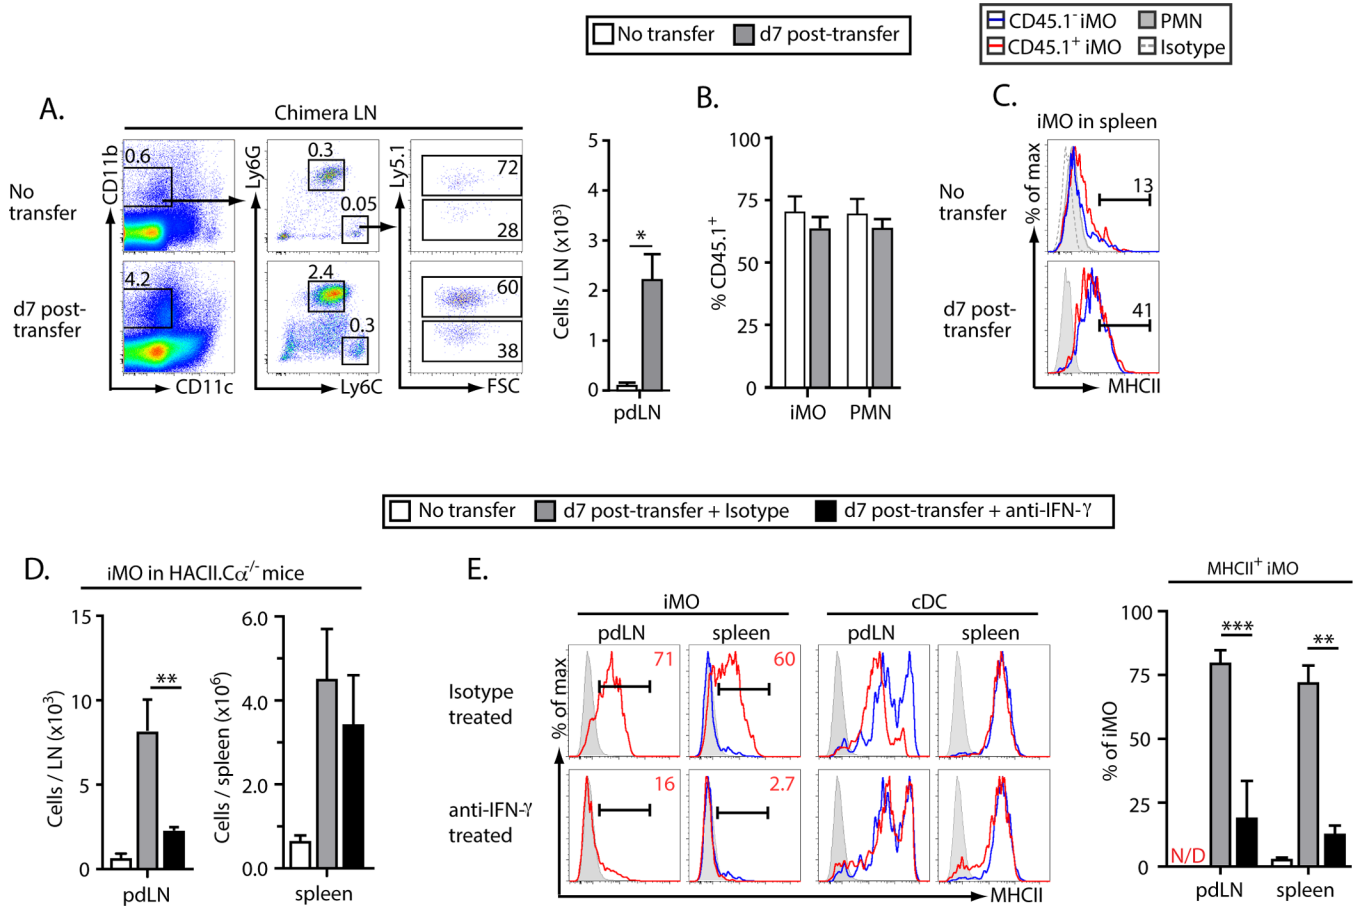 No transfer d7 post-transfer
CD45.1- iMO PMN
CD45.1+ iMO Isotype
A.
Chimera LN
No transfer
d7 post-transfer
CD11b
CD11c
0.6
4.2
Ly6G
Ly6C
0.3
0.05
2.4
0.3
Ly5.1
FSC
72
28
60
38
Cells / LN (x10³)
5
4
3
2
1
0
*
pdLN
B.
% CD45.1+
100
75
50
25
0
iMO PMN
C.
iMO in spleen
No transfer
d7 post-transfer
% of max
13
41
MHCII
No transfer d7 post-transfer + Isotype d7 post-transfer + anti-IFN-γ
D.
iMO in HACII.Cα-/- mice
Cells / LN (x10³)
15
10
5
0
**
pdLN
Cells / spleen (x10⁶)
6.0
4.0
2.0
0.0
spleen
E.
iMO cDC
pdLN spleen pdLN spleen
Isotype treated
anti-IFN-γ treated
% of max
71
60
16
2.7
MHCII
MHCII+ iMO
% of iMO
100
75
50
25
0
***
**
N/D
pdLN spleen